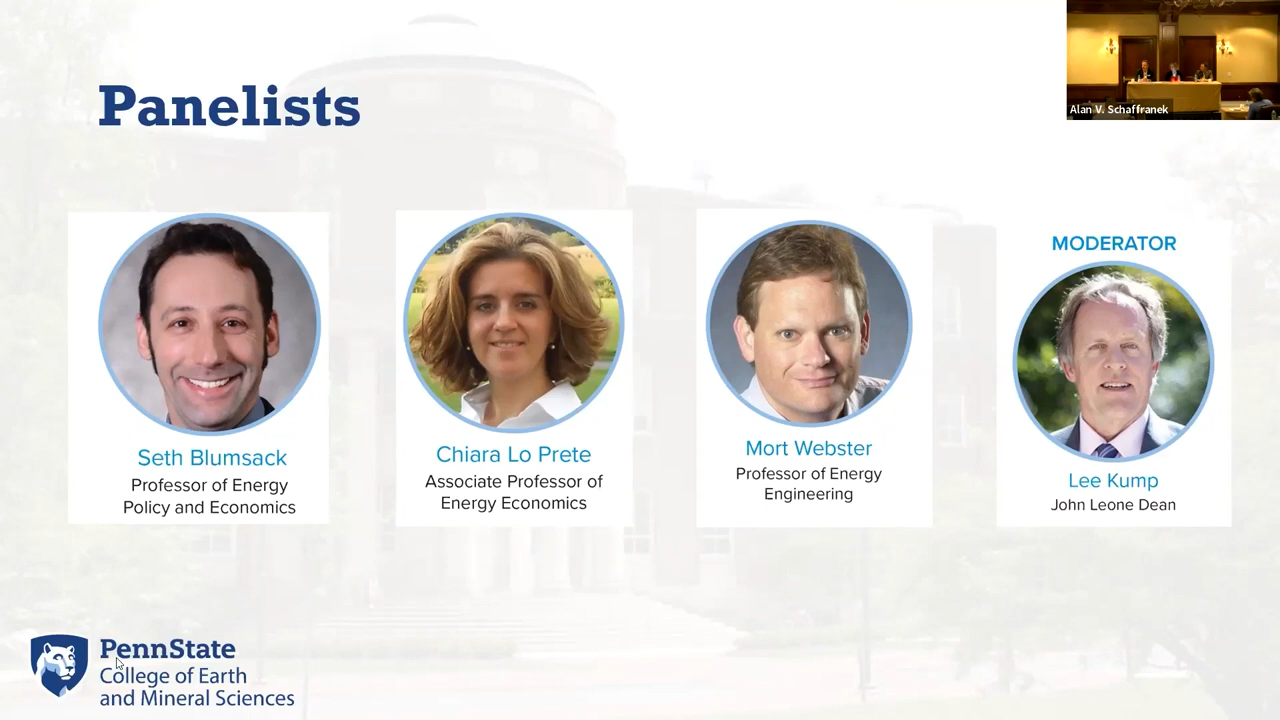 Panelists
Alan V. Schaffranek
Seth Blumsack
Professor of Energy
Policy and Economics
Chiara Lo Prete
Associate Professor of
Energy Economics
Mort Webster
Professor of Energy
Engineering
MODERATOR
Lee Kump
John Leone Dean
PennState
College of Earth
and Mineral Sciences